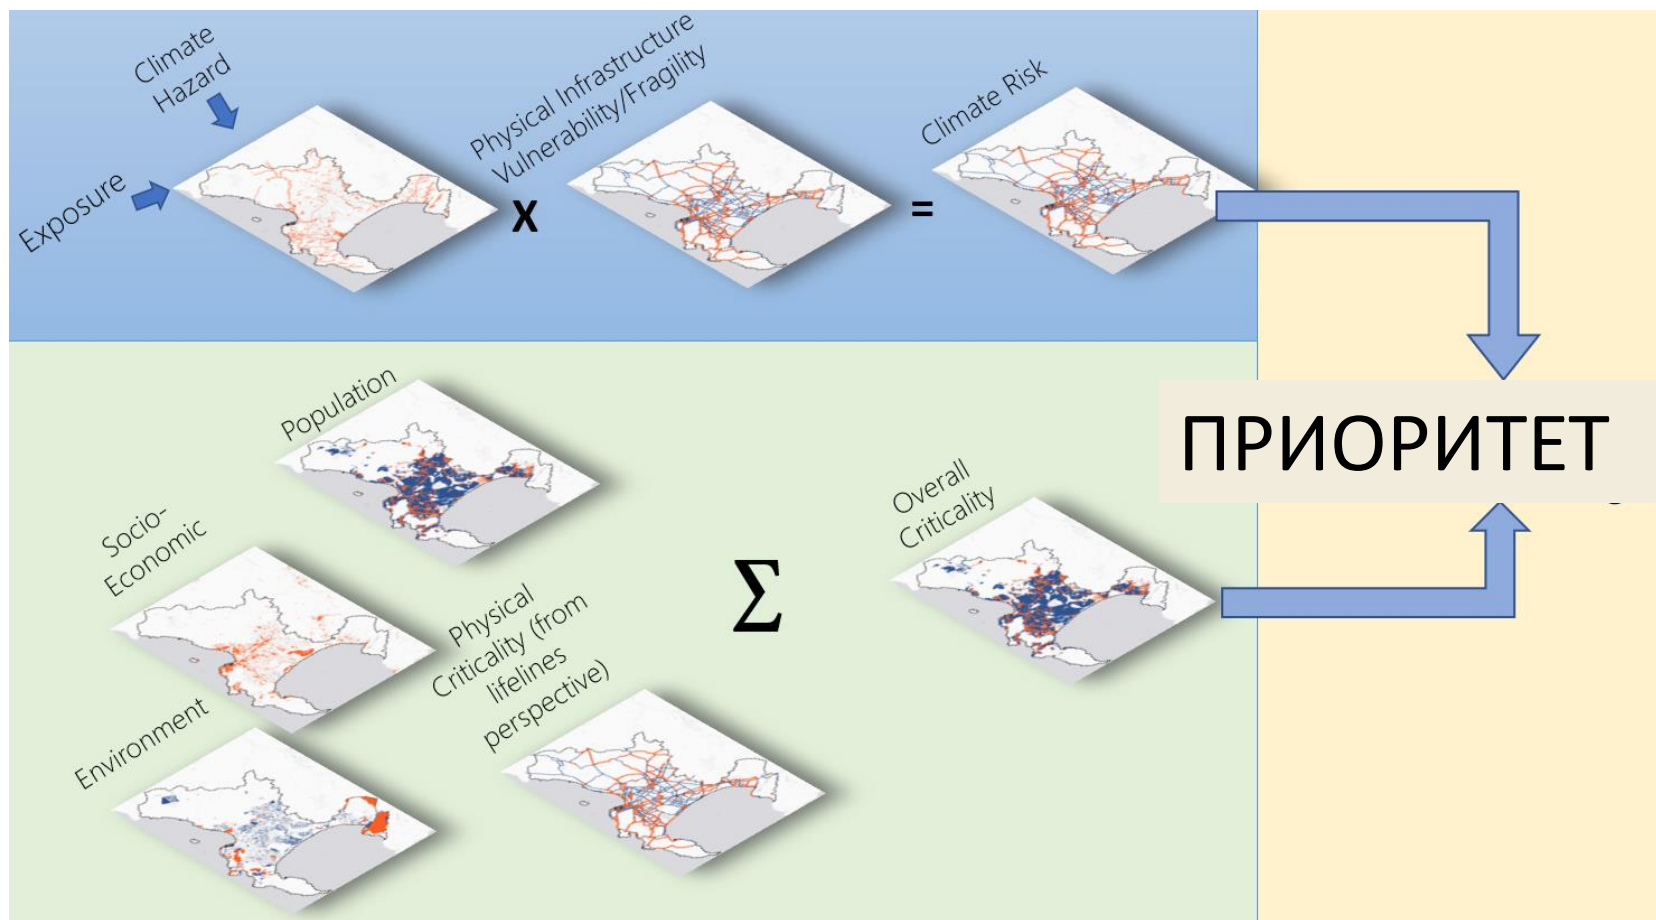 Climate
Hazard
Exposure
Physical Infrastructure
Vulnerability/Fragility
X
=
Climate Risk
ПРИОРИТЕТ
Population
Socio-
Economic
Environment
Physical
Criticality (from
lifelines
perspective)
∑
Overall
Criticality